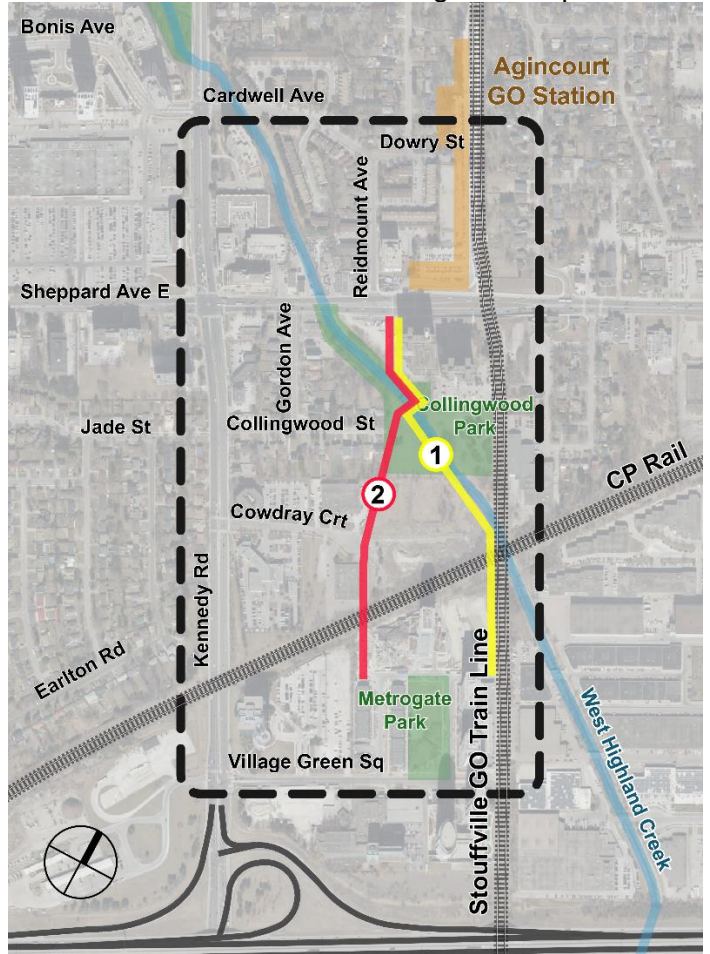 Bonis Ave
Agincourt
GO Station
Cardwell Ave
Dowry St
Reidmount Ave
Sheppard Ave E
Gordon Ave
Collingwood
Park
Jade St
Collingwood St
1
CP Rail
2
Cowdray Crt
Kennedy Rd
Earlton Rd
Stouffville GO Train Line
Metrogate
Park
West Highland Creek
Village Green Sq